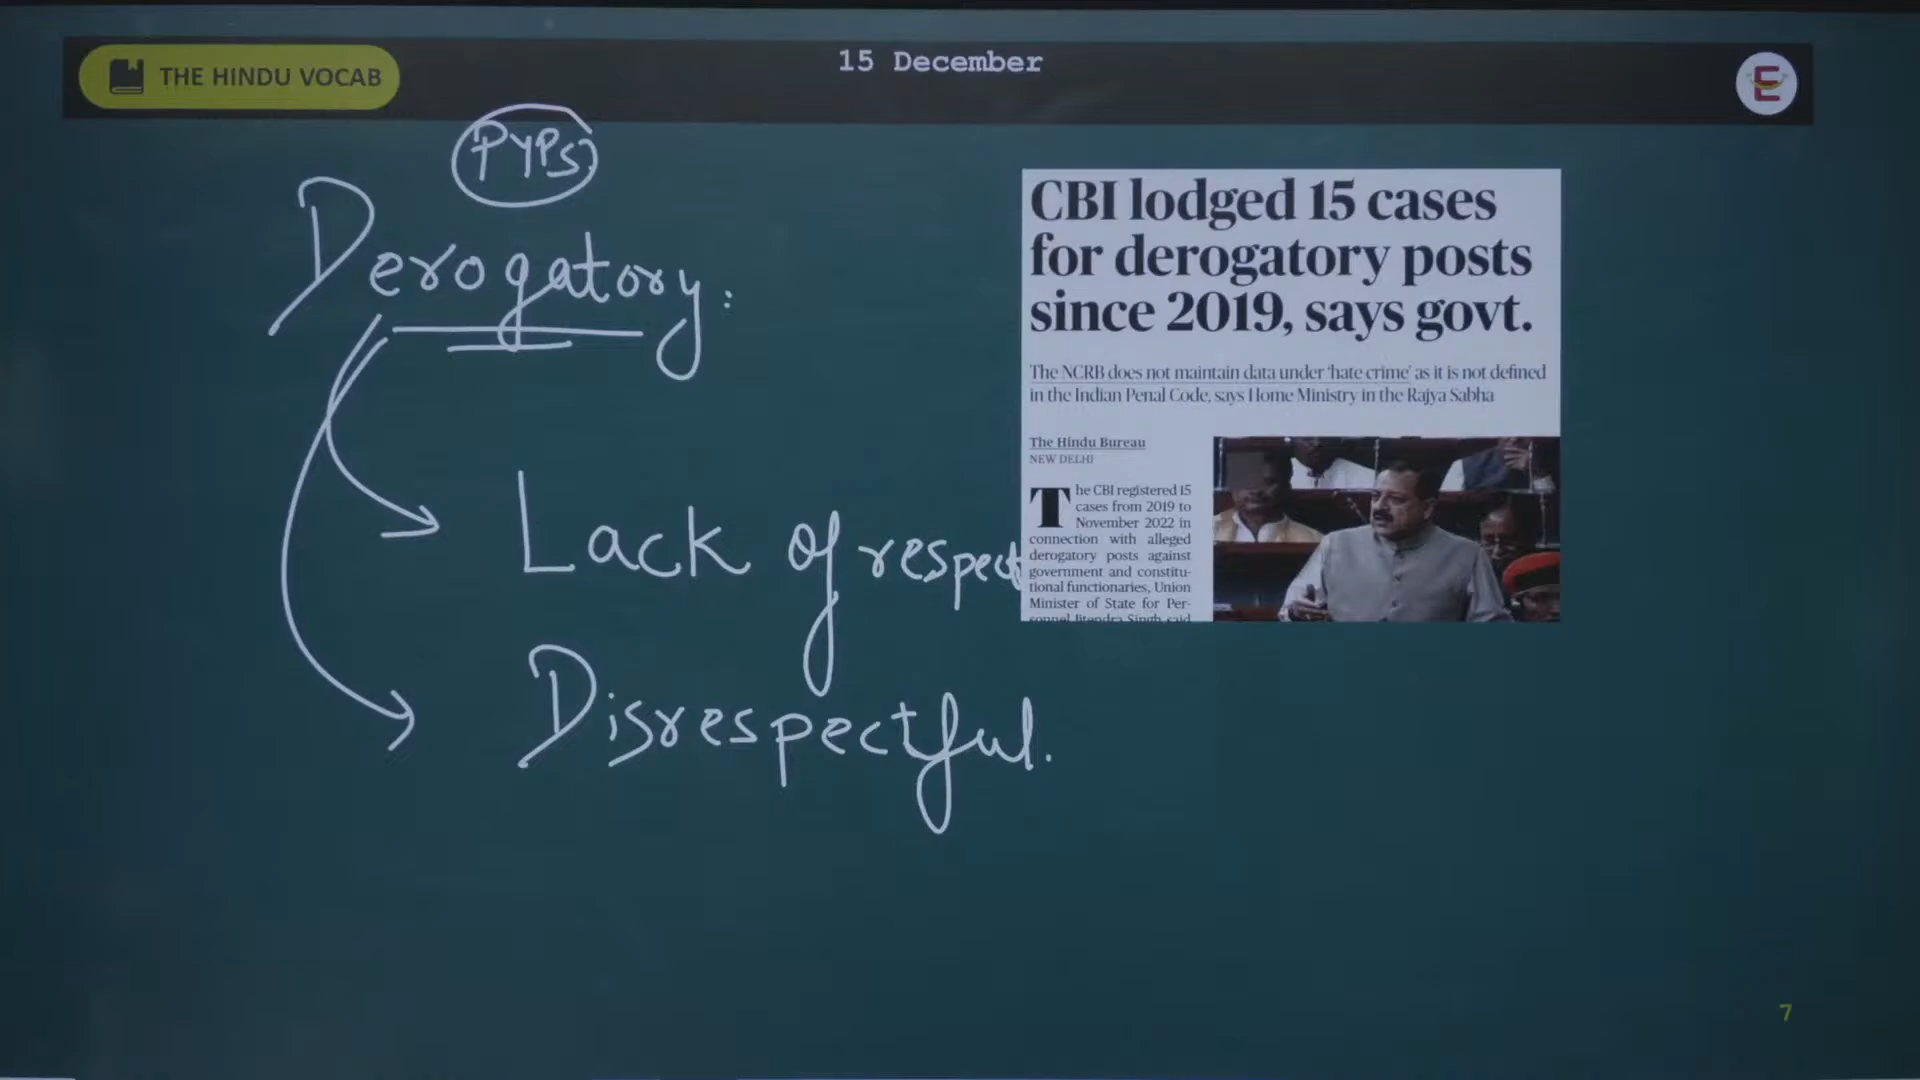 15 December
THE HINDU VOCAB
PYPs
Derogatory:
Lack of respect
Disrespectful.
CBI lodged 15 cases
for derogatory posts
since 2019, says govt.
The NCRB does not maintain data under 'hate crime' as it is not defined
in the Indian Penal Code, says Home Ministry in the Rajya Sabha
The Hindu Bureau
NEW DELHI
The CBI registered 15
cases from 2019 to
November 2022 in
connection with alleged
derogatory posts against
government and constitu-
tional functionaries, Union
Minister of State for Per-
sonnel Jitendra Singh said
7